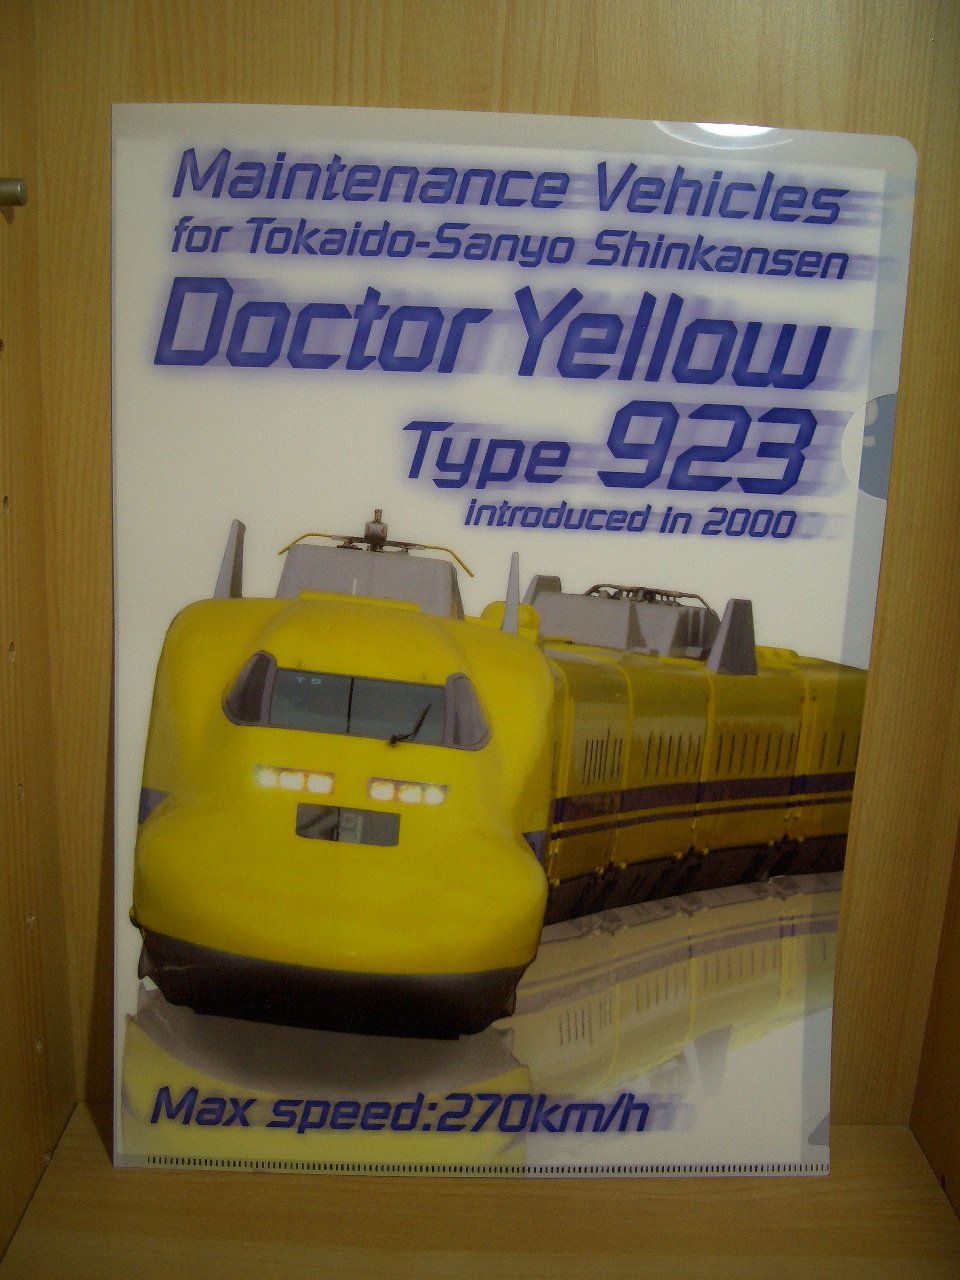 Maintenance Vehicles
for Tokaido-Sanyo Shinkansen
Doctor Yellow
Type 923
introduced in 2000
Max speed:270km/h